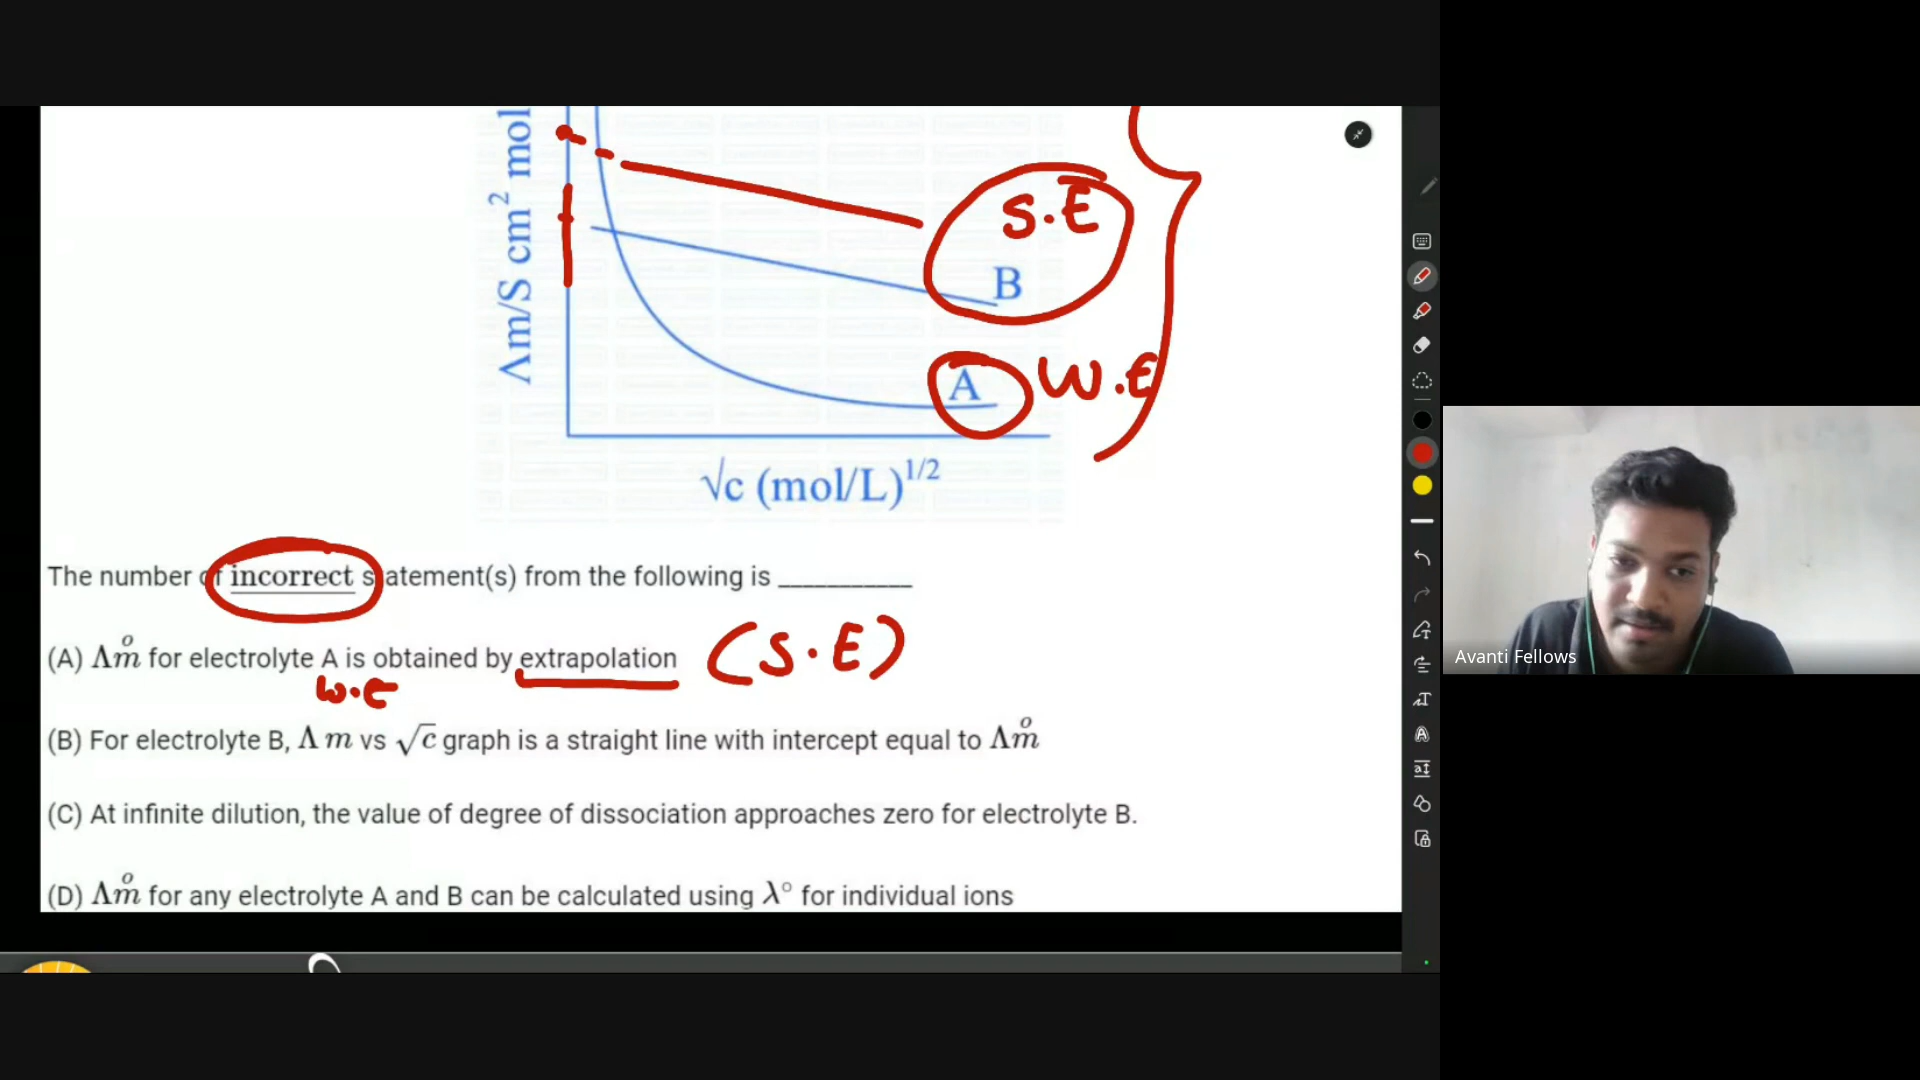 Λm/S cm² mol
S.E
B
A
W.E
√c (mol/L)^1/2
The number of incorrect statement(s) from the following is ___________
(A) Λm° for electrolyte A is obtained by extrapolation (S.E)
W.E
(B) For electrolyte B, Λ m vs √c graph is a straight line with intercept equal to Λm°
(C) At infinite dilution, the value of degree of dissociation approaches zero for electrolyte B.
(D) Λm° for any electrolyte A and B can be calculated using λ° for individual ions
Avanti Fellows